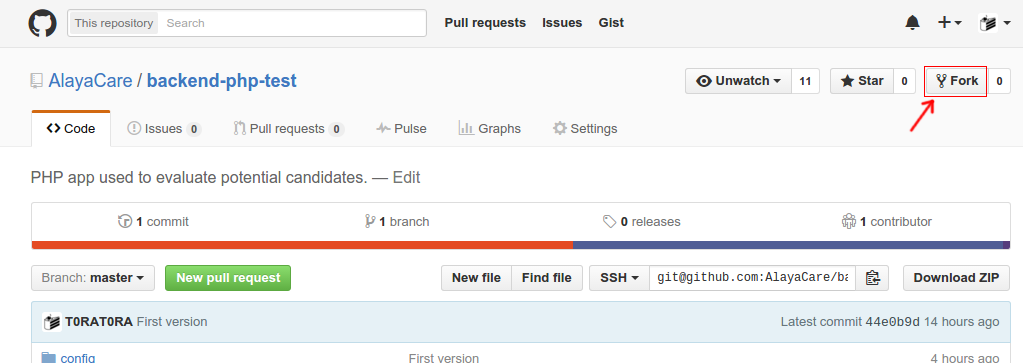 This repository Search Pull requests Issues Gist
AlayaCare / backend-php-test Unwatch 11 Star 0 Fork 0
Code Issues 0 Pull requests 0 Pulse Graphs Settings
PHP app used to evaluate potential candidates. — Edit
1 commit 1 branch 0 releases 1 contributor
Branch: master New pull request New file Find file SSH git@github.com:AlayaCare/ba Download ZIP
T0RAT0RA First version Latest commit 44e0b9d 14 hours ago
config First version 4 hours ago